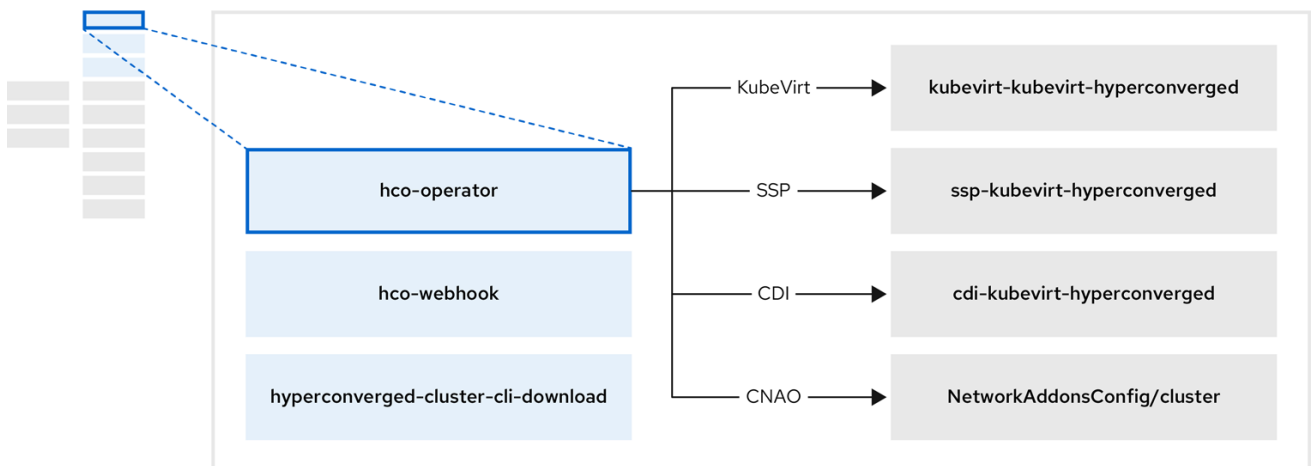 KubeVirt
kubevirt-kubevirt-hyperconverged
hco-operator
SSP
ssp-kubevirt-hyperconverged
hco-webhook
CDI
cdi-kubevirt-hyperconverged
hyperconverged-cluster-cli-download
CNAO
NetworkAddonsConfig/cluster